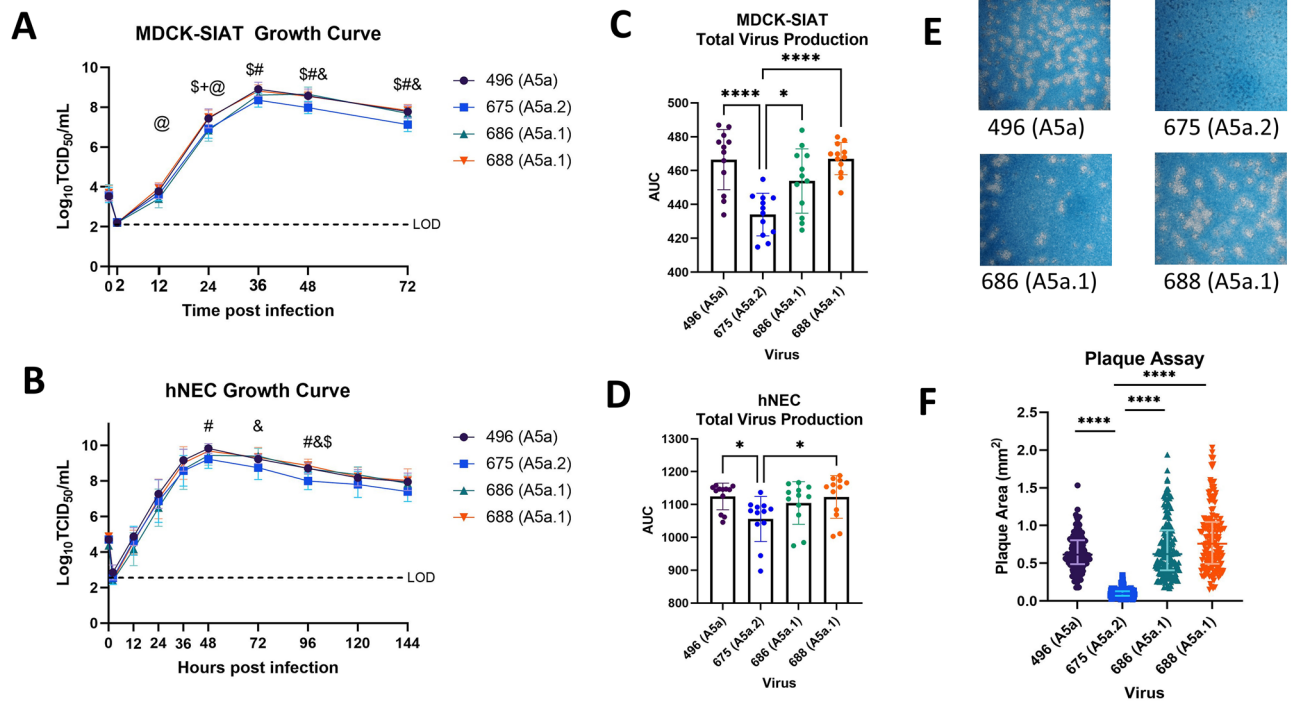 A
MDCK-SIAT Growth Curve
Log10TCID50/mL
10
8
6
4
2
0
@
$+@
$#
$#&
$#&
LOD
0 2 12 24 36 48 72
Time post infection
496 (A5a)
675 (A5a.2)
686 (A5a.1)
688 (A5a.1)
B
hNEC Growth Curve
Log10TCID50/mL
10
8
6
4
2
0
#
&
#&$
LOD
0 12 24 36 48 72 96 120 144
Hours post infection
496 (A5a)
675 (A5a.2)
686 (A5a.1)
688 (A5a.1)
C
MDCK-SIAT
Total Virus Production
****
**** *
AUC
500
480
460
440
420
400
496 (A5a)
675 (A5a.2)
686 (A5a.1)
688 (A5a.1)
Virus
D
hNEC
Total Virus Production
* *
AUC
1300
1200
1100
1000
900
800
496 (A5a)
675 (A5a.2)
686 (A5a.1)
688 (A5a.1)
Virus
E
496 (A5a)
675 (A5a.2)
686 (A5a.1)
688 (A5a.1)
F
Plaque Assay
****
****
****
Plaque Area (mm2)
2.5
2.0
1.5
1.0
0.5
0.0
496 (A5a)
675 (A5a.2)
686 (A5a.1)
688 (A5a.1)
Virus